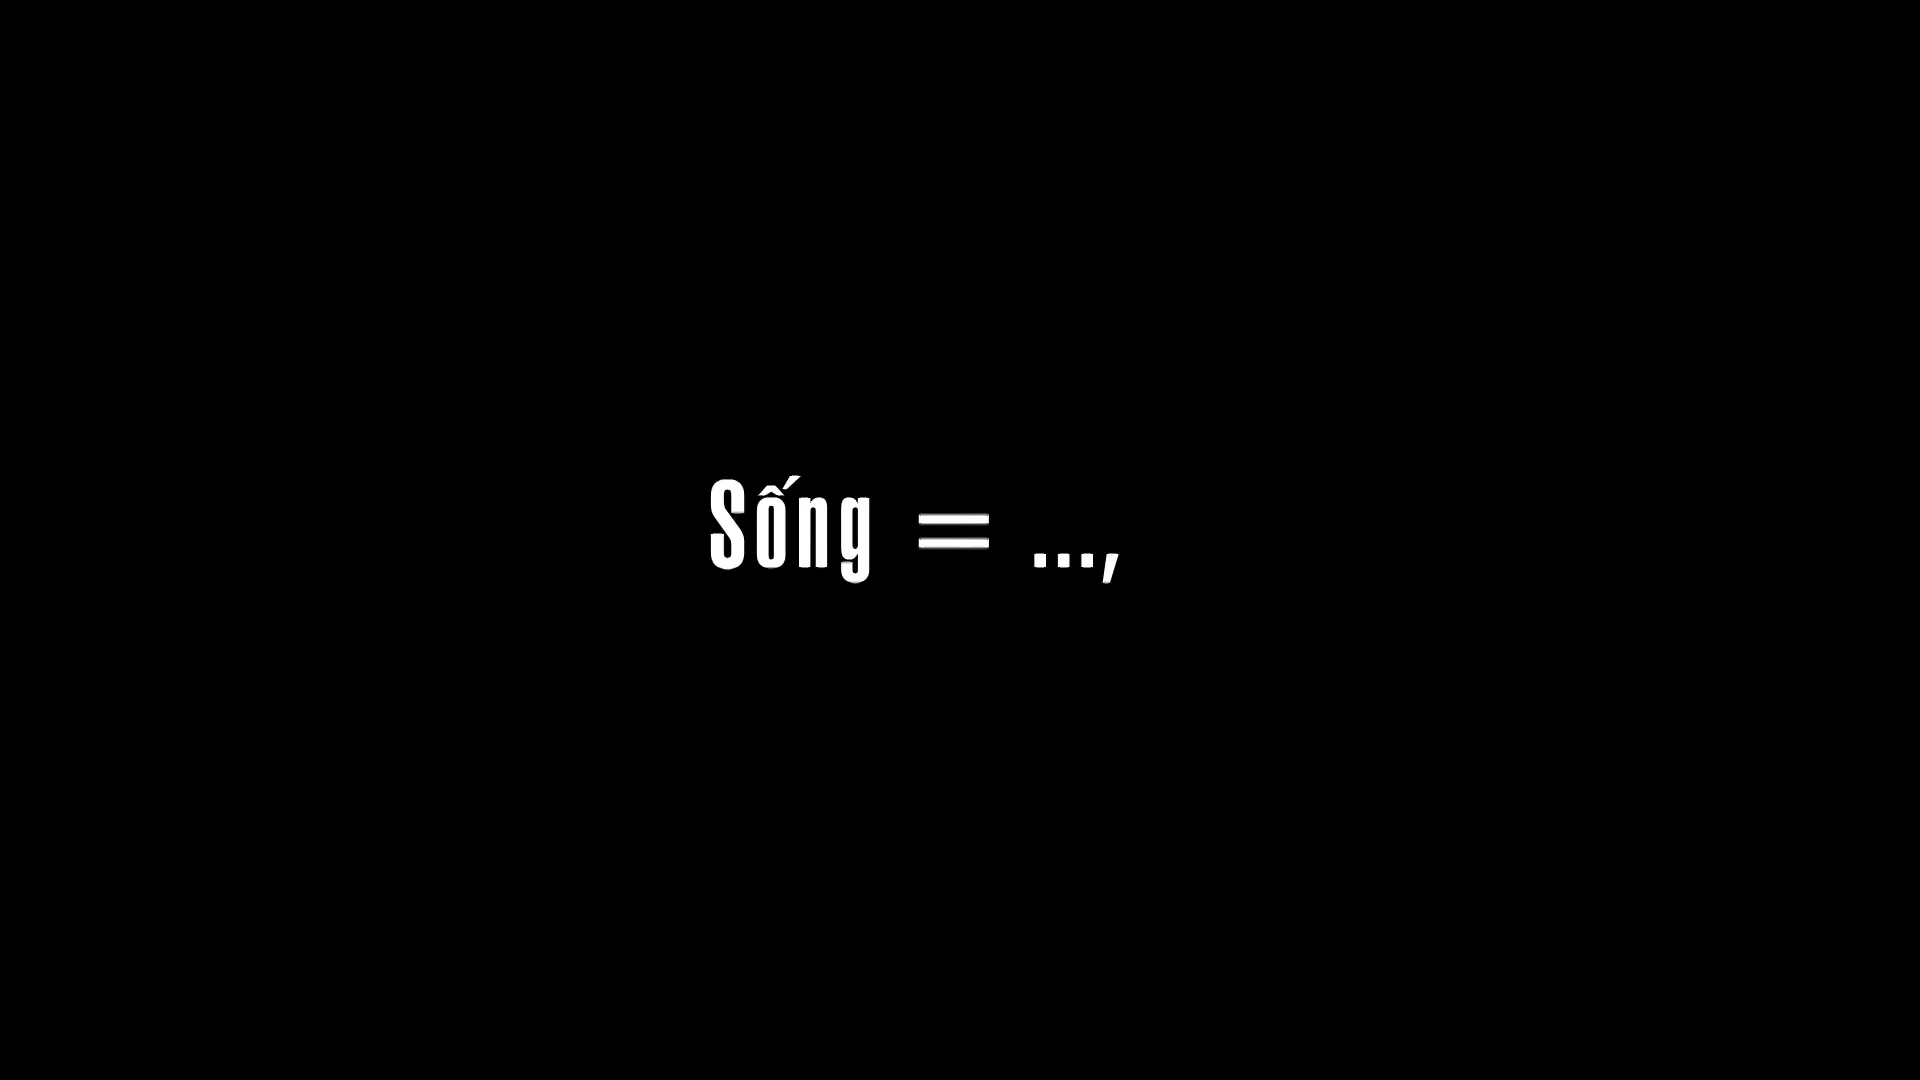 Sống = ...,